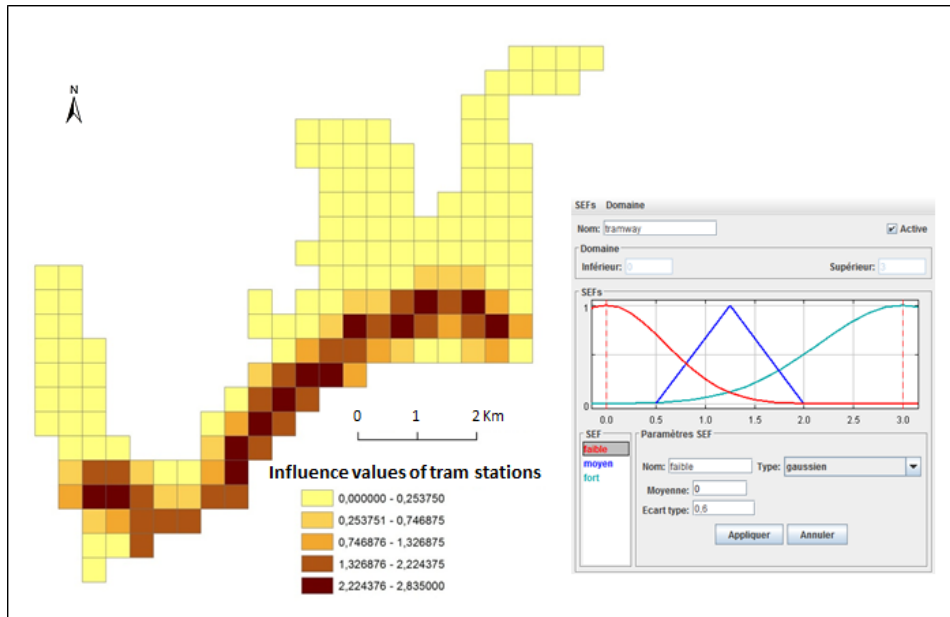 N
0 1 2 Km
Influence values of tram stations
0,000000 - 0,253750
0,253751 - 0,746875
0,746876 - 1,326875
1,326876 - 2,224375
2,224376 - 2,835000
SEFs Domaine
Nom: tramway Active
Domaine
Inférieur: 0 Supérieur: 3
SEFs
1
0
0.0 0.5 1.0 1.5 2.0 2.5 3.0
SEF
faible
moyen
fort
Paramètres SEF
Nom: faible Type: gaussien
Moyenne: 0
Ecart type: 0,6
Appliquer Annuler